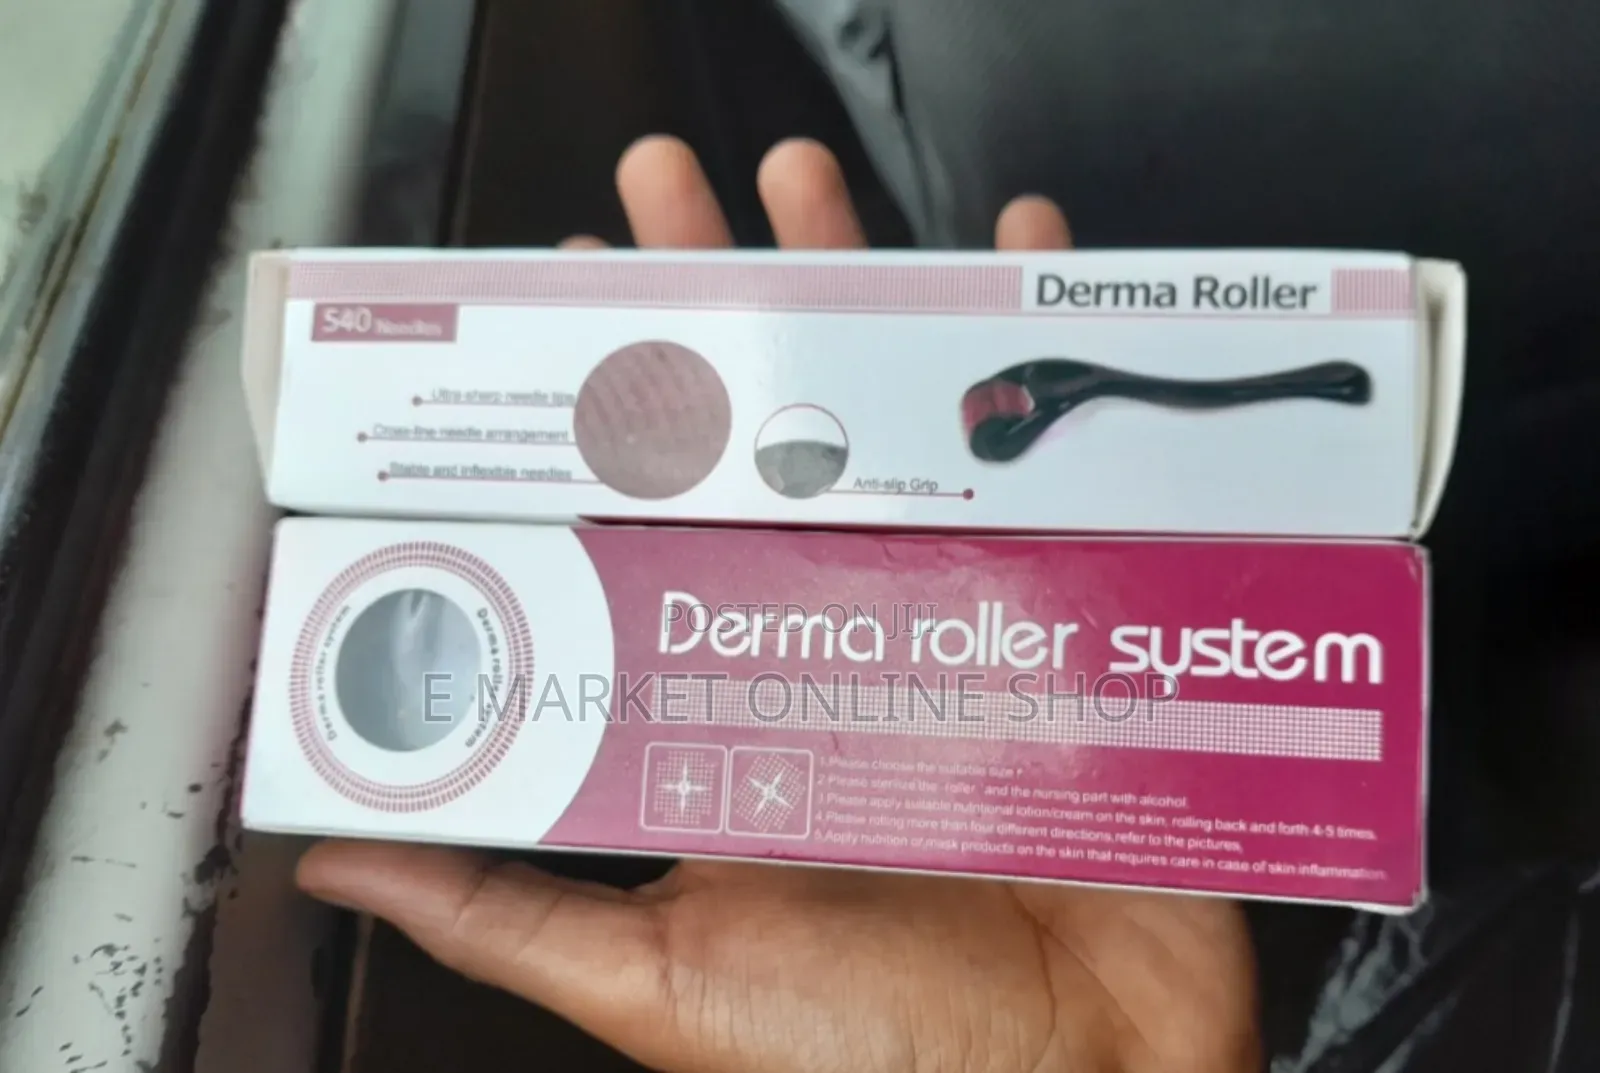 Derma Roller
540 Needles
Ultra-sharp needle tips
Cross-line needle arrangement
Stable and inflexible needles
Anti-slip Grip
Derma roller system
Derma roller system
Derma roller system
POSTED ON JIJI
E MARKET ONLINE SHOP
1.Please choose the suitable size
2.Please sterilize the "roller" and the nursing part with alcohol.
3.Please apply suitable nutritional lotion/cream on the skin, rolling back and forth 4-5 times.
4.Please rolling more than four different directions,refer to the pictures,
5.Apply nutrition or mask products on the skin that requires care in case of skin inflammation.